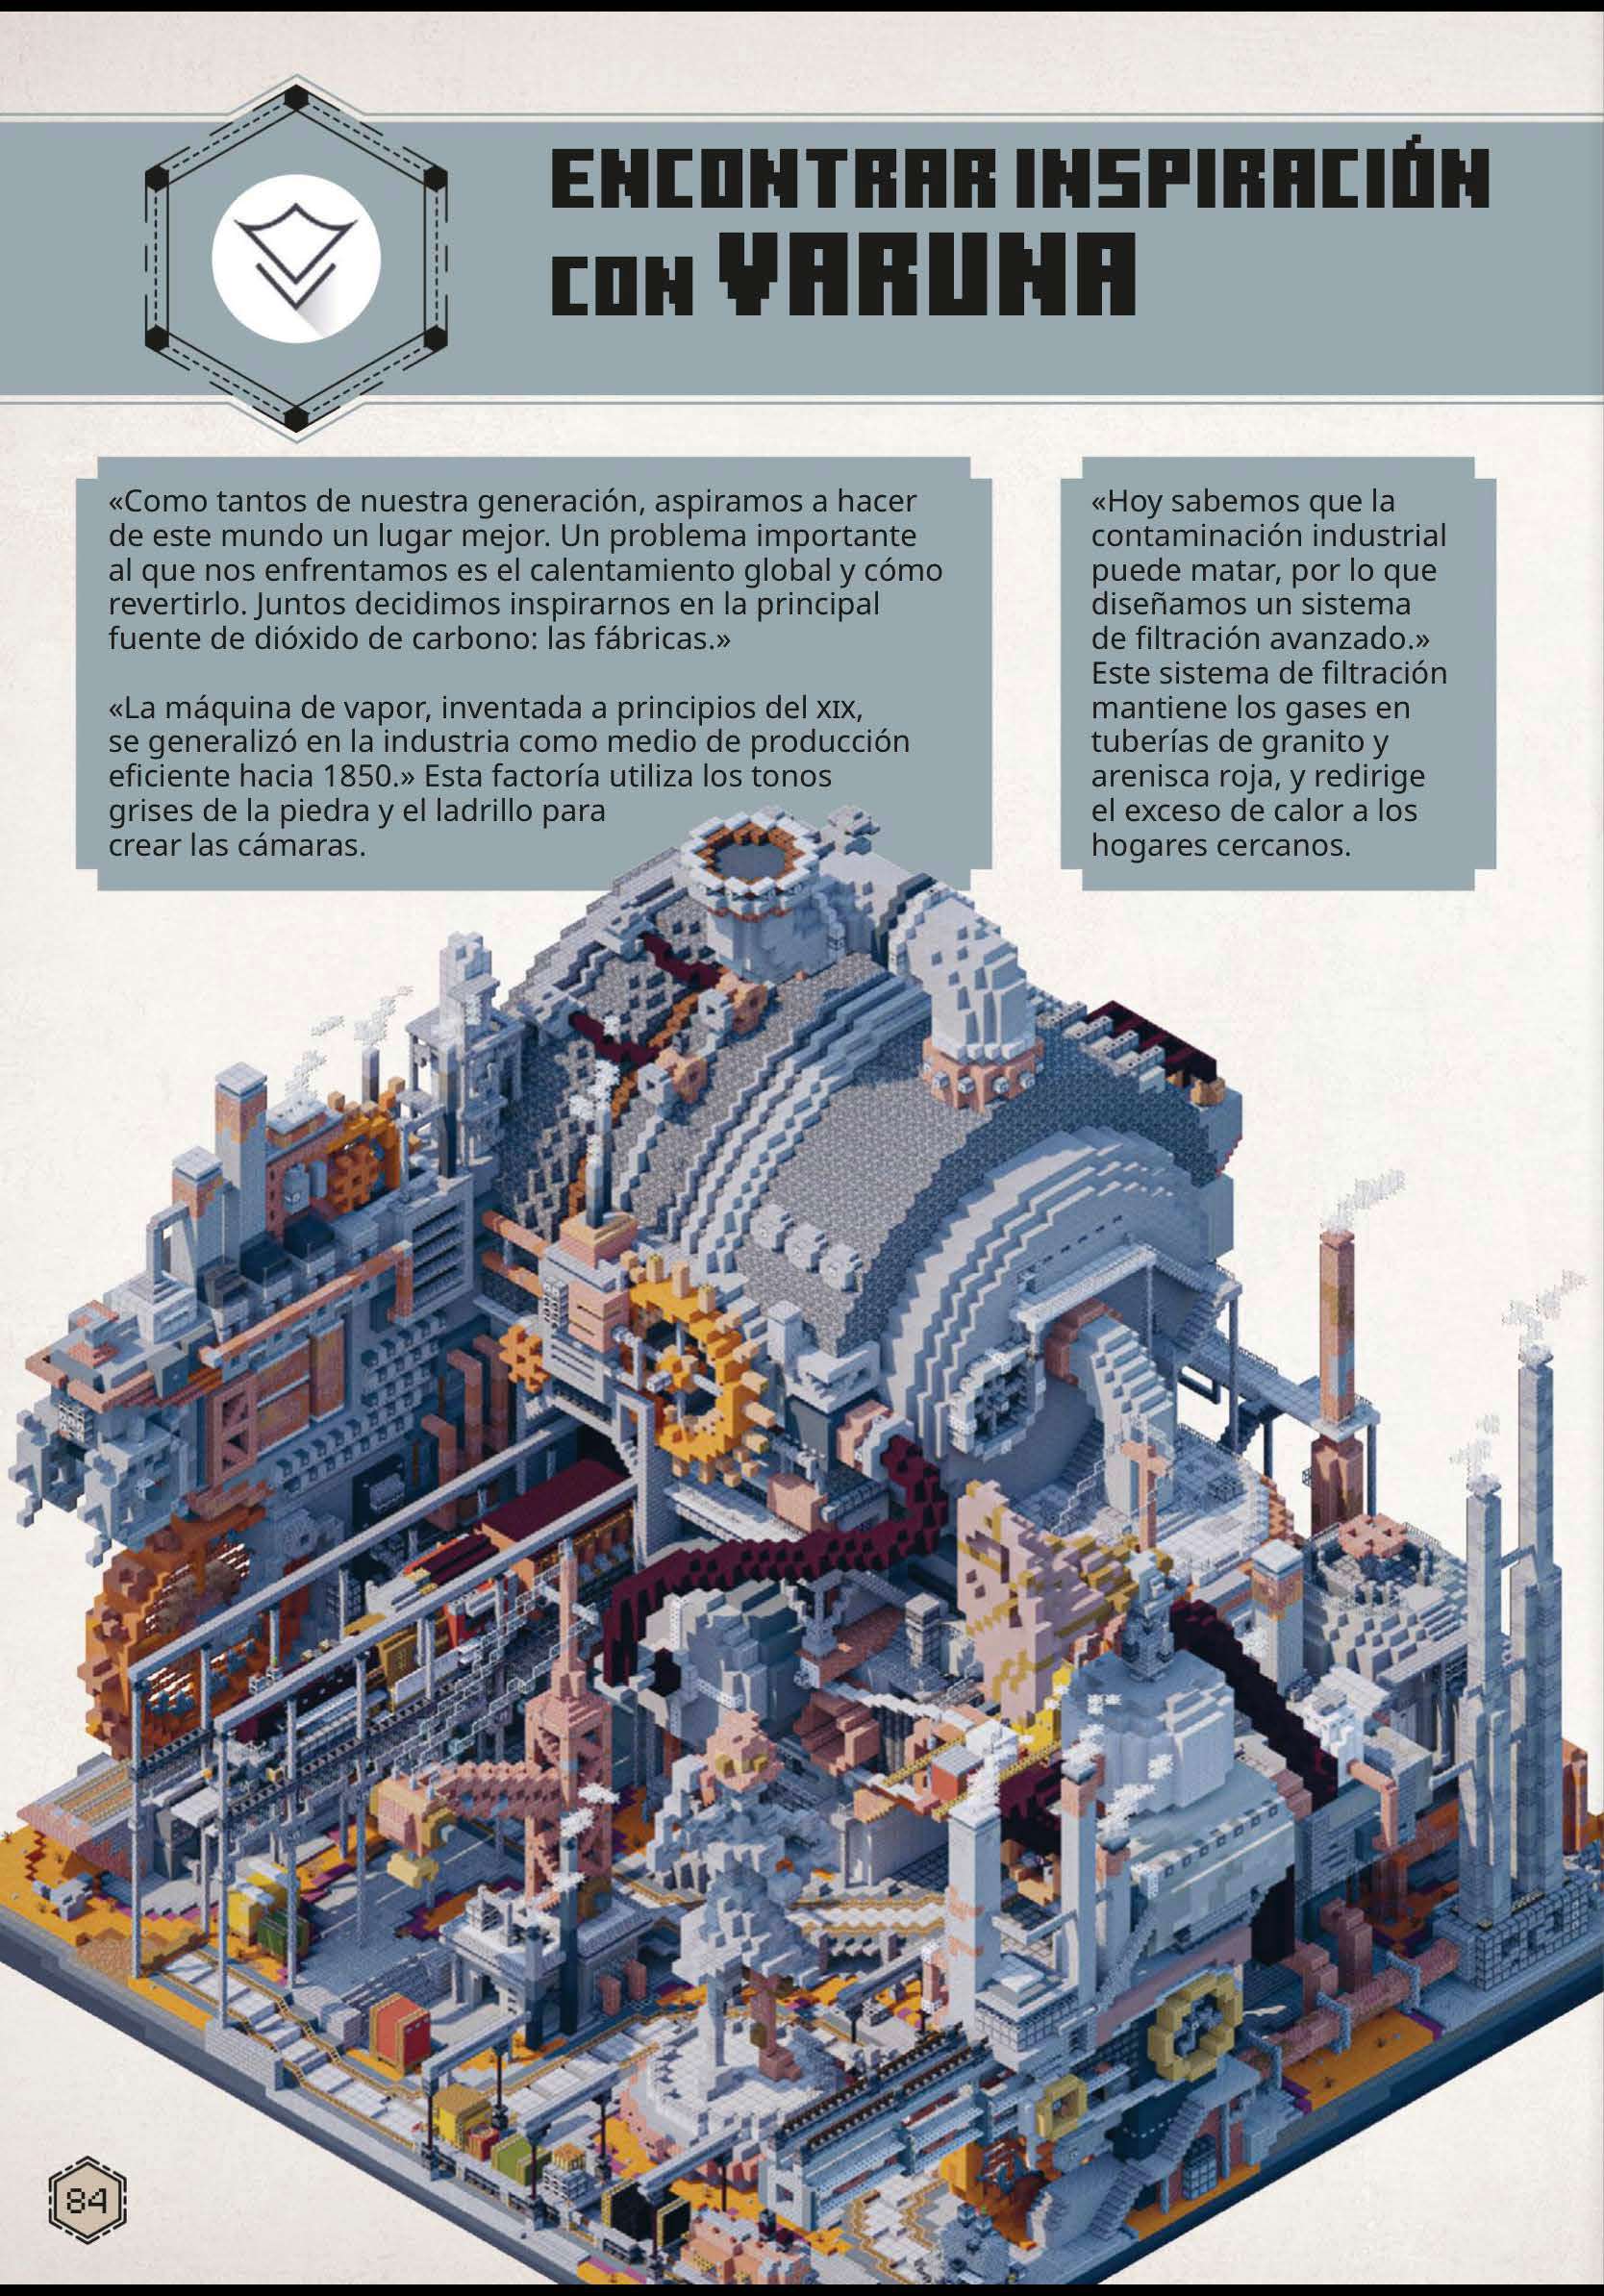 ENCONTRAR INSPIRACIÓN
CON VARUNA
«Como tantos de nuestra generación, aspiramos a hacer
de este mundo un lugar mejor. Un problema importante
al que nos enfrentamos es el calentamiento global y cómo
revertirlo. Juntos decidimos inspirarnos en la principal
fuente de dióxido de carbono: las fábricas.»
«La máquina de vapor, inventada a principios del XIX,
se generalizó en la industria como medio de producción
eficiente hacia 1850.» Esta factoría utiliza los tonos
grises de la piedra y el ladrillo para
crear las cámaras.
«Hoy sabemos que la
contaminación industrial
puede matar, por lo que
diseñamos un sistema
de filtración avanzado.»
Este sistema de filtración
mantiene los gases en
tuberías de granito y
arenisca roja, y redirige
el exceso de calor a los
hogares cercanos.
84